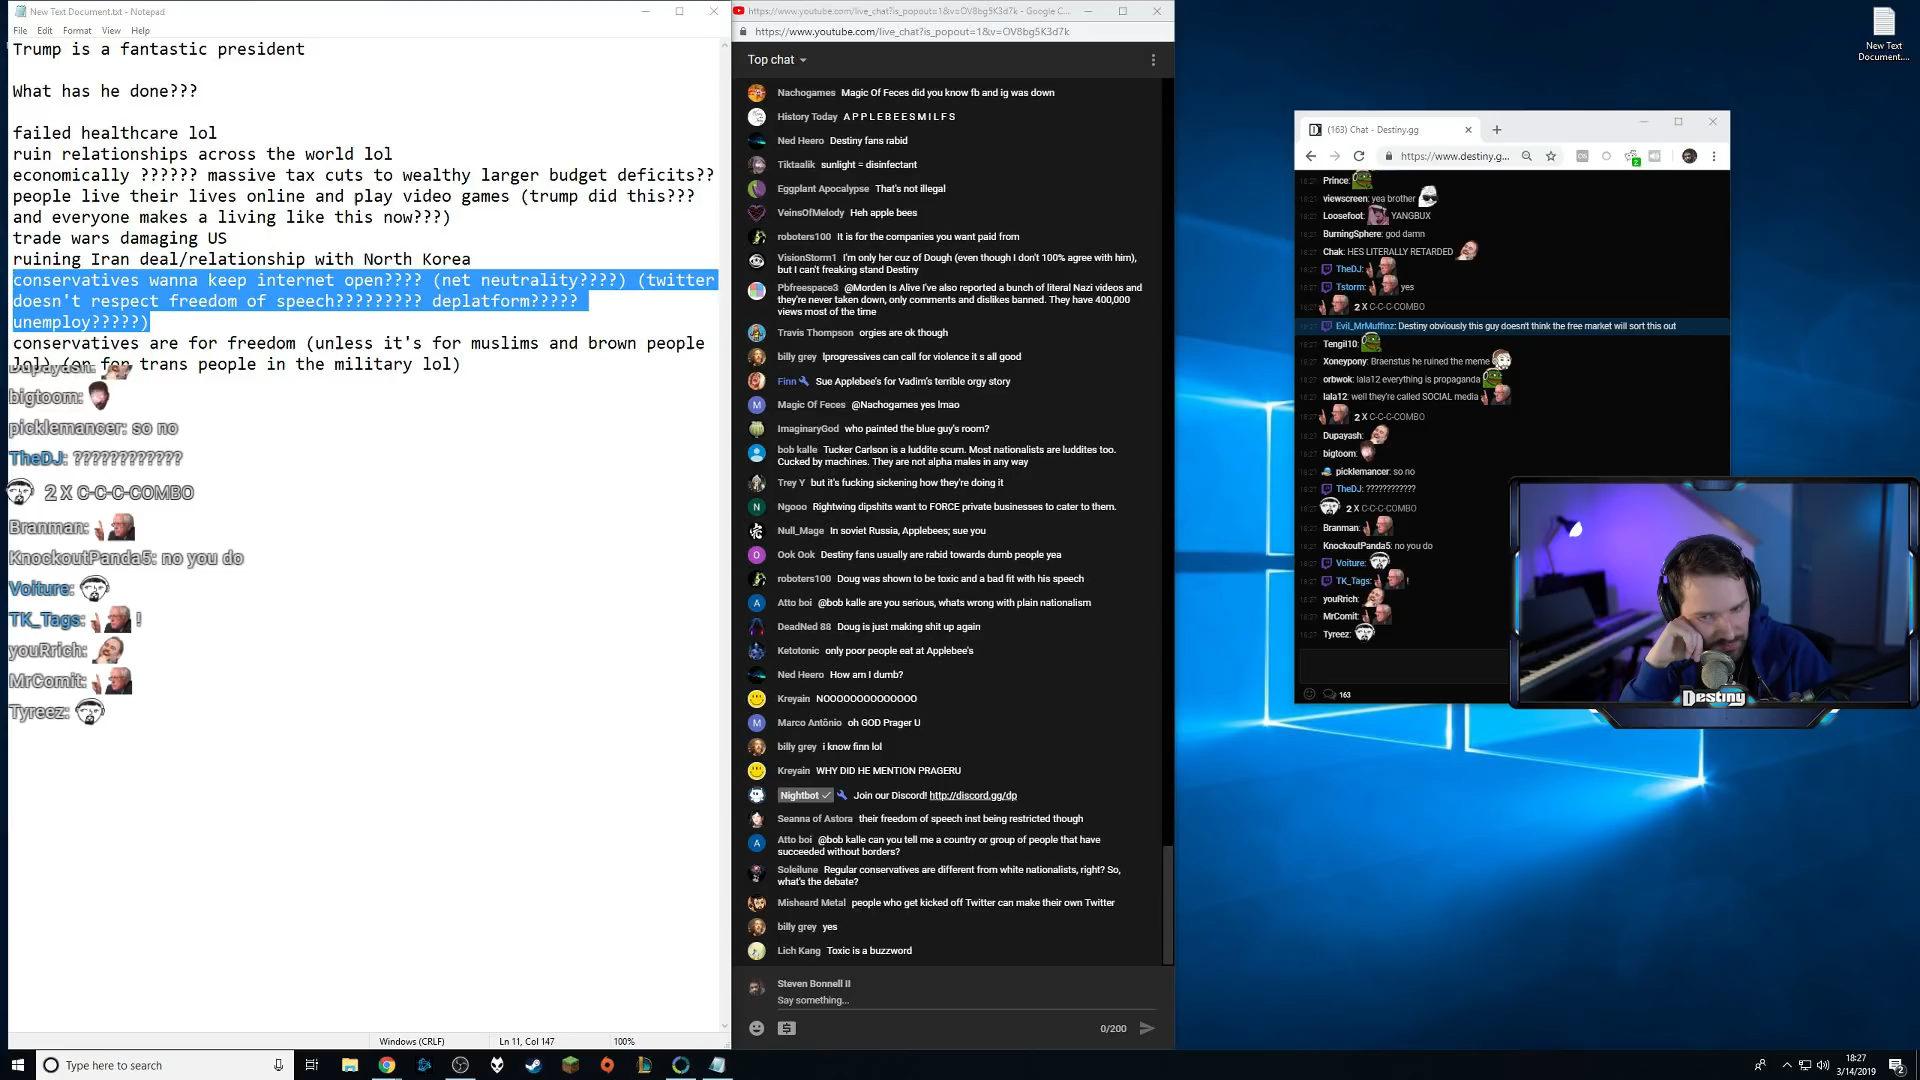 New Text Document.txt - Notepad
File Edit Format View Help
Trump is a fantastic president
What has he done???
failed healthcare lol
ruin relationships across the world lol
economically ?????? massive tax cuts to wealthy larger budget deficits??
people live their lives online and play video games (trump did this???
and everyone makes a living like this now???)
trade wars damaging US
ruining Iran deal/relationship with North Korea
conservatives wanna keep internet open???? (net neutrality????) (twitter
doesn't respect freedom of speech????????? deplatform?????
unemploy?????)
conservatives are for freedom (unless it's for muslims and brown people
lol) (or for trans people in the military lol)
Dupayash:
bigtoom:
picklemancer: so no
TheDJ: ????????????
2 X C-C-C-COMBO
Branman:
KnockoutPanda5: no you do
Voiture:
TK_Tags: !
youRrich:
MrComit:
Tyreez:
Windows (CRLF) Ln 11, Col 147 100%
https://www.youtube.com/live_chat?is_popout=1&v=OV8bg5K3d7k - Google C...
https://www.youtube.com/live_chat?is_popout=1&v=OV8bg5K3d7k
Top chat
Nachogames Magic Of Feces did you know fb and ig was down
History Today A P P L E B E E S M I L F S
Ned Heero Destiny fans rabid
Tiktaalik sunlight = disinfectant
Eggplant Apocalypse That's not illegal
VeinsOfMelody Heh apple bees
roboters100 It is for the companies you want paid from
VisionStorm1 I'm only her cuz of Dough (even though I don't 100% agree with him),
but I can't freaking stand Destiny
Pbfreespace3 @Morden Is Alive I've also reported a bunch of literal Nazi videos and
they're never taken down, only comments and dislikes banned. They have 400,000
views most of the time
Travis Thompson orgies are ok though
billy grey lprogressives can call for violence it s all good
Finn Sue Applebee's for Vadim's terrible orgy story
M Magic Of Feces @Nachogames yes lmao
ImaginaryGod who painted the blue guy's room?
bob kalle Tucker Carlson is a luddite scum. Most nationalists are luddites too.
Cucked by machines. They are not alpha males in any way
Trey Y but it's fucking sickening how they're doing it
N Ngooo Rightwing dipshits want to FORCE private businesses to cater to them.
Null_Mage In soviet Russia, Applebees; sue you
O Ook Ook Destiny fans usually are rabid towards dumb people yea
roboters100 Doug was shown to be toxic and a bad fit with his speech
A Atto boi @bob kalle are you serious, whats wrong with plain nationalism
DeadNed 88 Doug is just making shit up again
Ketotonic only poor people eat at Applebee's
Ned Heero How am I dumb?
Kreyain NOOOOOOOOOOOOO
M Marco Antônio oh GOD Prager U
billy grey i know finn lol
Kreyain WHY DID HE MENTION PRAGERU
Nightbot Join our Discord! http://discord.gg/dp
Seanna of Astora their freedom of speech inst being restricted though
A Atto boi @bob kalle can you tell me a country or group of people that have
succeeded without borders?
Soleilune Regular conservatives are different from white nationalists, right? So,
what's the debate?
Misheard Metal people who get kicked off Twitter can make their own Twitter
billy grey yes
Lich Kang Toxic is a buzzword
Steven Bonnell II
Say something...
0/200
New Text
Document....
(163) Chat - Destiny.gg
https://www.destiny.g...
Prince:
viewscreen: yea brother
Loosefoot: YANGBUX
BurningSphere: god damn
Chak: HES LITERALLY RETARDED
TheDJ:
Tstorm: yes
2 X C-C-C-COMBO
Evil_MrMuffinz: Destiny obviously this guy doesn't think the free market will sort this out
Tengil10:
Xoneypony: Braenstus he ruined the meme
orbwok: lala12 everything is propaganda
lala12: well they're called SOCIAL media
2 X C-C-C-COMBO
Dupayash:
bigtoom:
picklemancer: so no
TheDJ: ????????????
2 X C-C-C-COMBO
Branman:
KnockoutPanda5: no you do
Voiture:
TK_Tags: !
youRrich:
MrComit:
Tyreez:
163
Destiny
Type here to search
18:27
3/14/2019
2